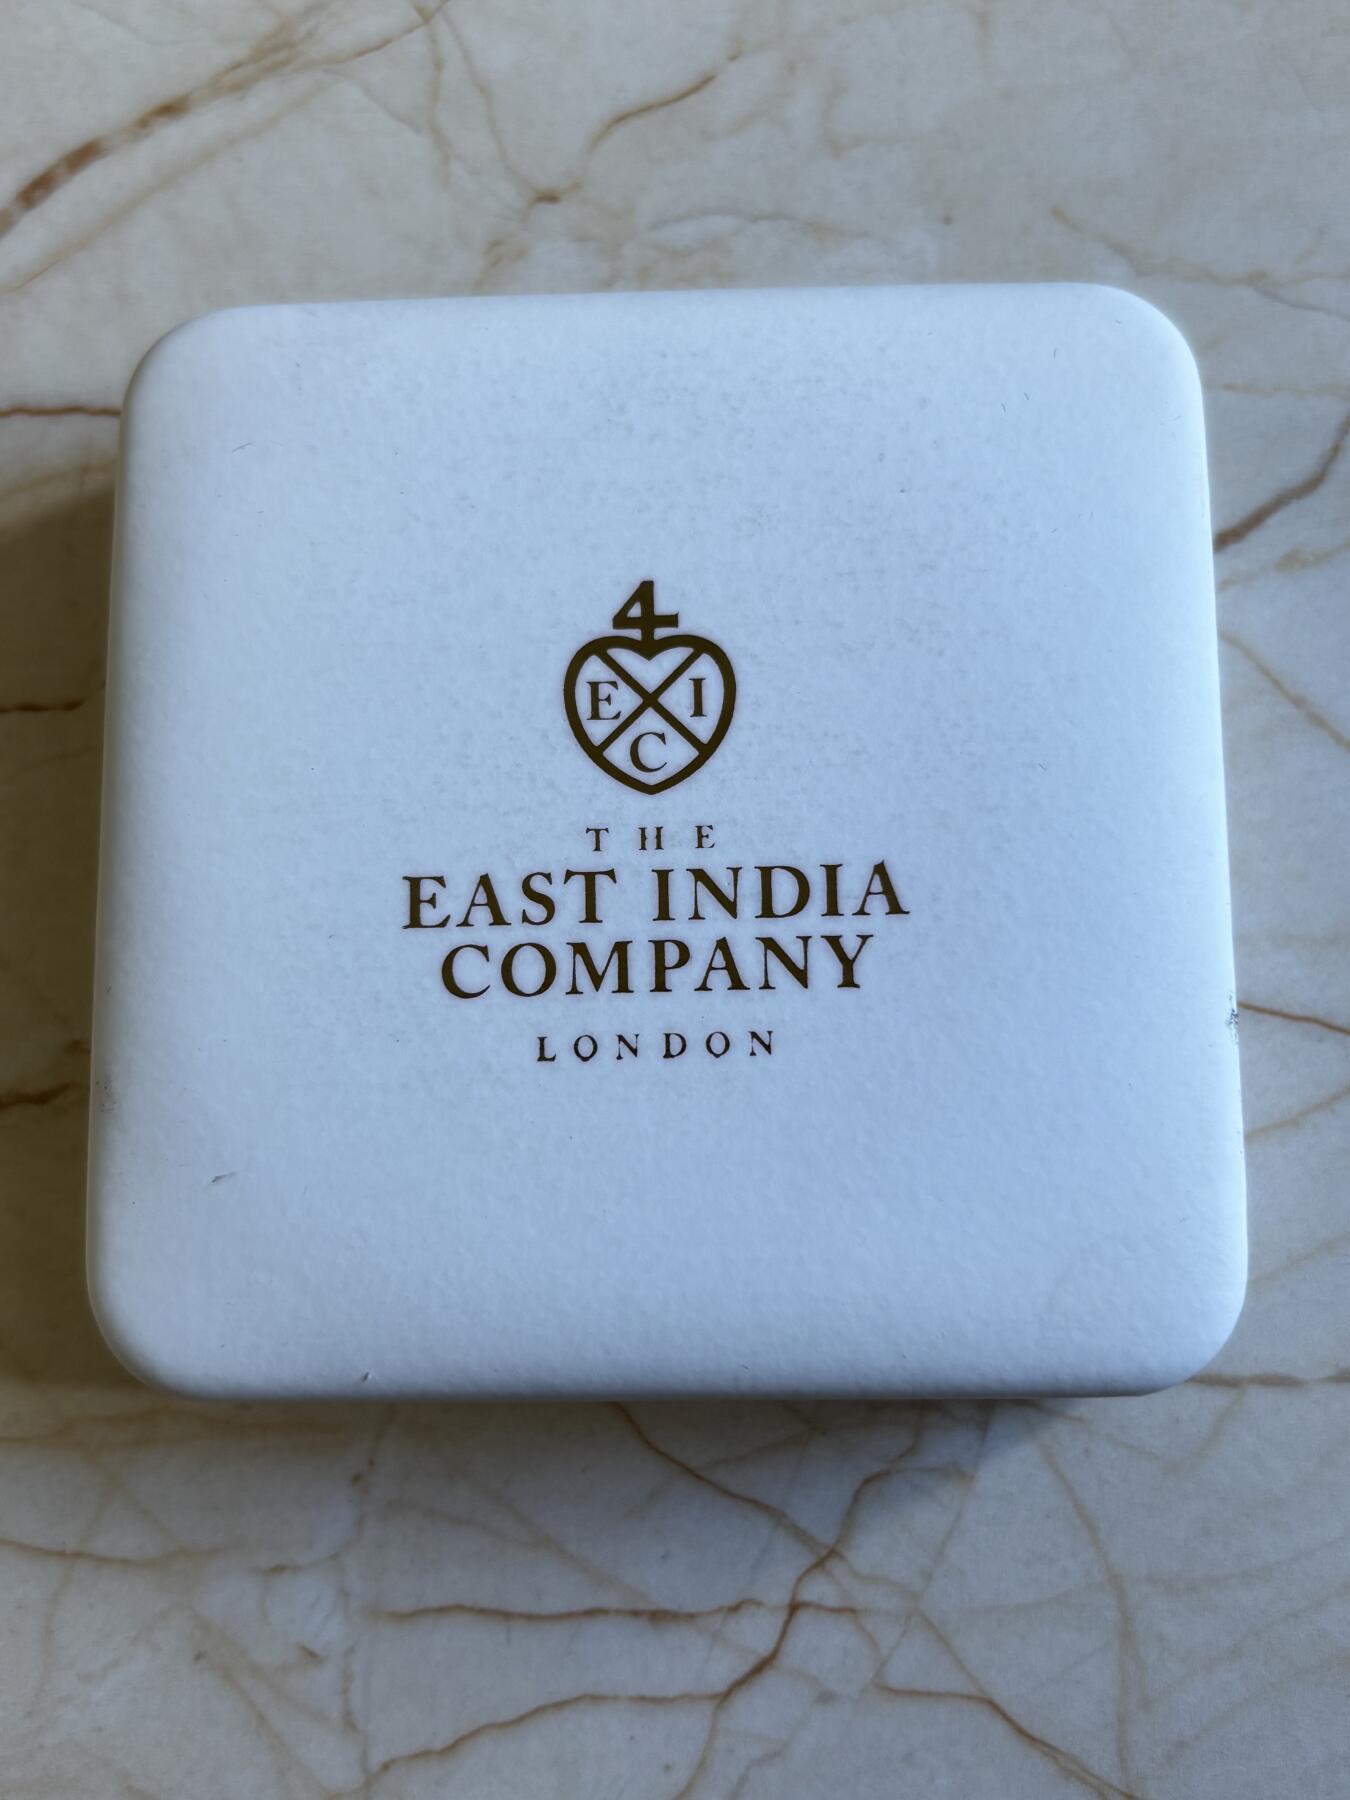 4
E I
C
THE
EAST INDIA
COMPANY
LONDON